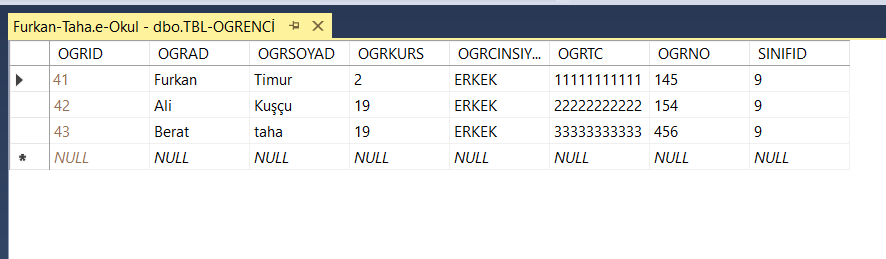 Furkan-Taha.e-Okul - dbo.TBL-OGRENCİ
OGRID OGRAD OGRSOYAD OGRKURS OGRCINSIY... OGRTC OGRNO SINIFID
41 Furkan Timur 2 ERKEK 11111111111 145 9
42 Ali Kuşçu 19 ERKEK 22222222222 154 9
43 Berat taha 19 ERKEK 33333333333 456 9
NULL NULL NULL NULL NULL NULL NULL NULL